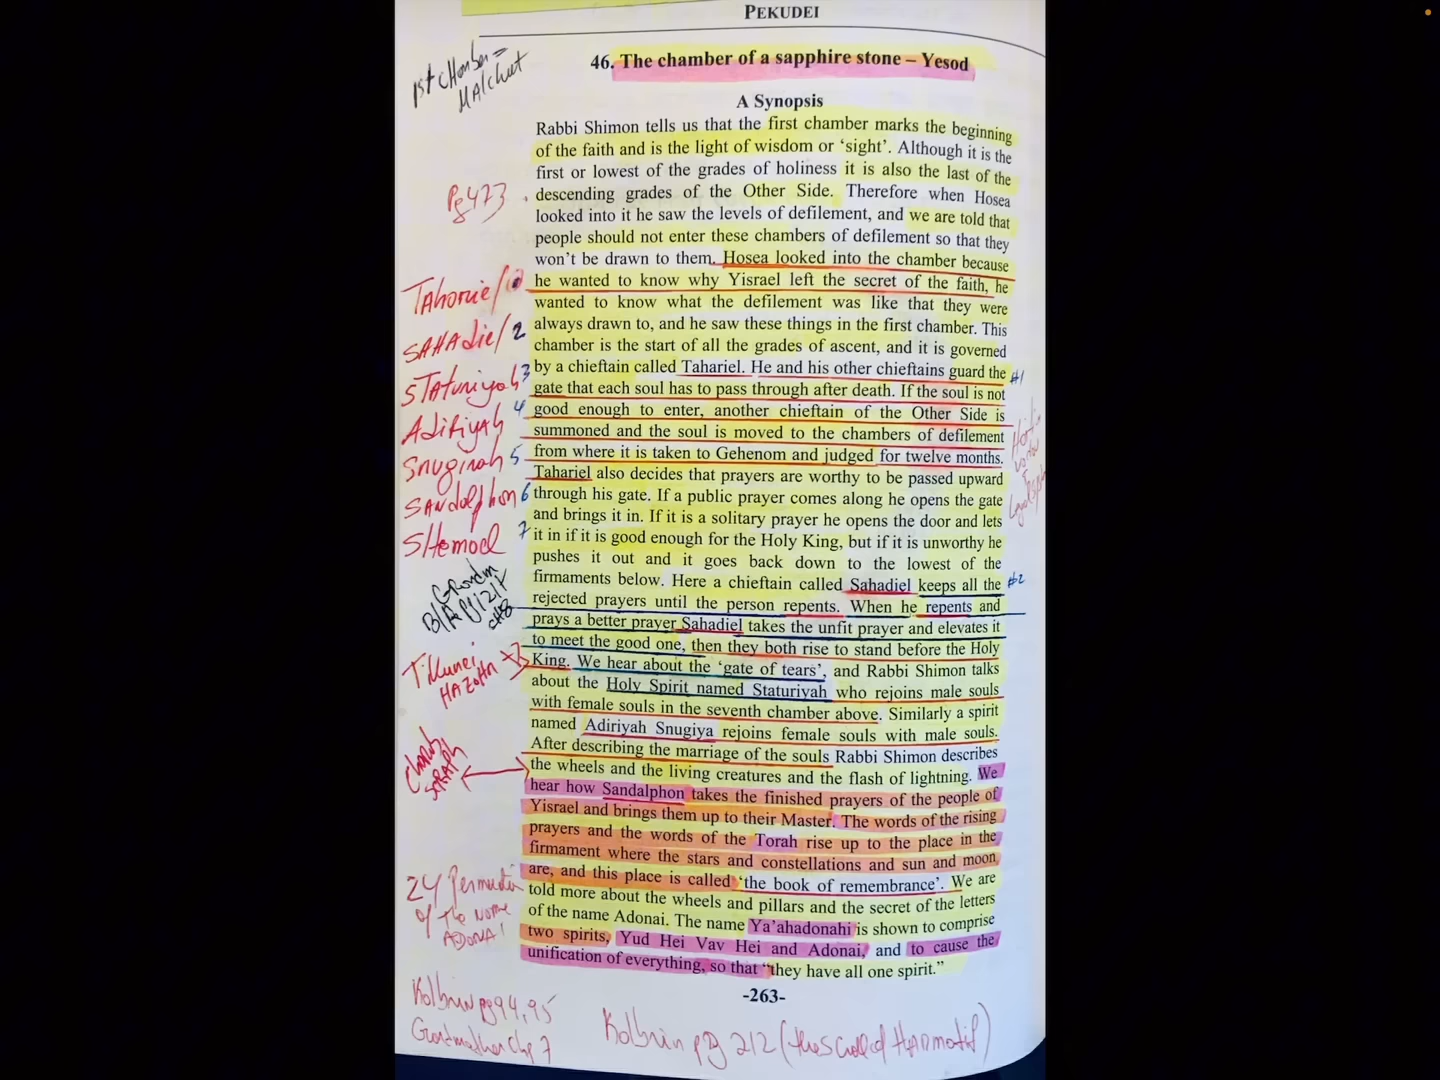 PEKUDEI
1st CHamber =
MAlchut
46. The chamber of a sapphire stone – Yesod
A Synopsis
Rabbi Shimon tells us that the first chamber marks the beginning
of the faith and is the light of wisdom or ‘sight’. Although it is the
first or lowest of the grades of holiness it is also the last of the
descending grades of the Other Side. Therefore when Hosea
looked into it he saw the levels of defilement, and we are told that
people should not enter these chambers of defilement so that they
won’t be drawn to them. Hosea looked into the chamber because
he wanted to know why Yisrael left the secret of the faith, he
wanted to know what the defilement was like that they were
always drawn to, and he saw these things in the first chamber. This
chamber is the start of all the grades of ascent, and it is governed
by a chieftain called Tahariel. He and his other chieftains guard the
gate that each soul has to pass through after death. If the soul is not
good enough to enter, another chieftain of the Other Side is
summoned and the soul is moved to the chambers of defilement
from where it is taken to Gehenom and judged for twelve months.
Tahariel also decides that prayers are worthy to be passed upward
through his gate. If a public prayer comes along he opens the gate
and brings it in. If it is a solitary prayer he opens the door and lets
it in if it is good enough for the Holy King, but if it is unworthy he
pushes it out and it goes back down to the lowest of the
firmaments below. Here a chieftain called Sahadiel keeps all the
rejected prayers until the person repents. When he repents and
prays a better prayer Sahadiel takes the unfit prayer and elevates it
to meet the good one, then they both rise to stand before the Holy
King. We hear about the ‘gate of tears’, and Rabbi Shimon talks
about the Holy Spirit named Staturiyah who rejoins male souls
with female souls in the seventh chamber above. Similarly a spirit
named Adiriyah Snugiya rejoins female souls with male souls.
After describing the marriage of the souls Rabbi Shimon describes
the wheels and the living creatures and the flash of lightning. We
hear how Sandalphon takes the finished prayers of the people of
Yisrael and brings them up to their Master. The words of the rising
prayers and the words of the Torah rise up to the place in the
firmament where the stars and constellations and sun and moon
are, and this place is called ‘the book of remembrance’. We are
told more about the wheels and pillars and the secret of the letters
of the name Adonai. The name Ya’ahadonahi is shown to comprise
two spirits, Yud Hei Vav Hei and Adonai, and to cause the
unification of everything, so that “they have all one spirit.”
-263-
Pg 473
SAHAdie/ 2
3
AdiRiyAh 4
5
SANdolphon 6
7
#1
#2
Tikunei
HAZOHR
SARAph
24
of The Name
ADONAI
Kolbrin pg 94, 95
Kolbrin pg 212